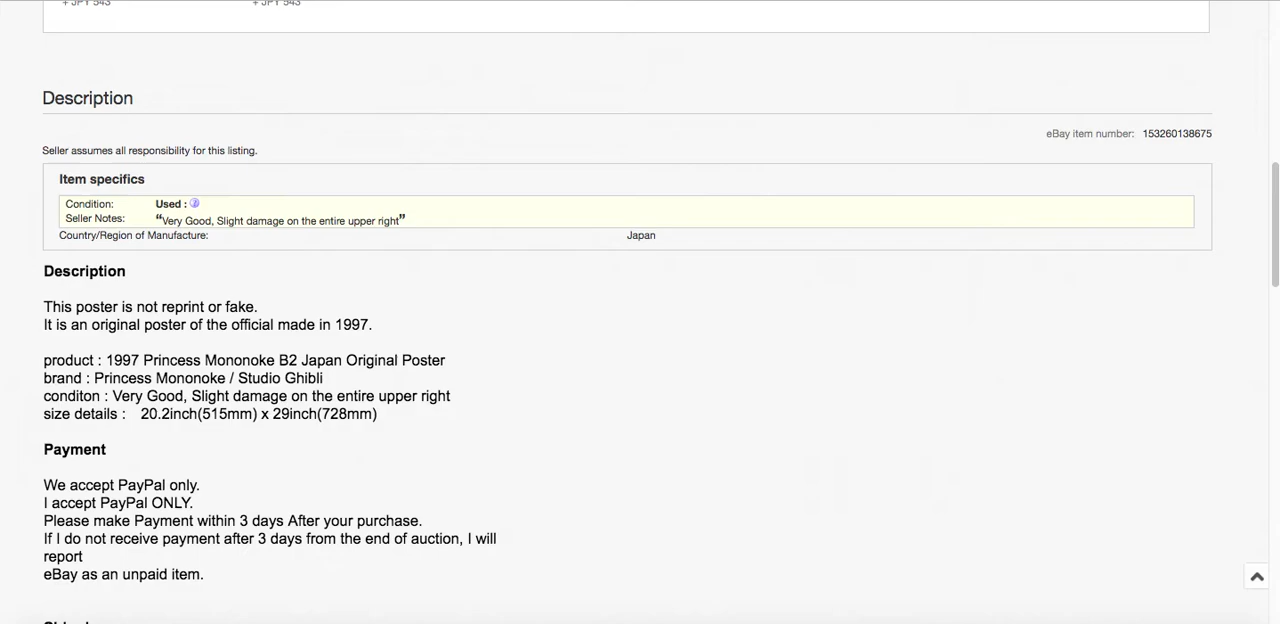 + JPY 543 + JPY 543
Description
eBay item number: 153260138675
Seller assumes all responsibility for this listing.
Item specifics
Condition: Used :
Seller Notes: “Very Good, Slight damage on the entire upper right”
Country/Region of Manufacture: Japan
Description
This poster is not reprint or fake.
It is an original poster of the official made in 1997.
product : 1997 Princess Mononoke B2 Japan Original Poster
brand : Princess Mononoke / Studio Ghibli
conditon : Very Good, Slight damage on the entire upper right
size details : 20.2inch(515mm) x 29inch(728mm)
Payment
We accept PayPal only.
I accept PayPal ONLY.
Please make Payment within 3 days After your purchase.
If I do not receive payment after 3 days from the end of auction, I will
report
eBay as an unpaid item.